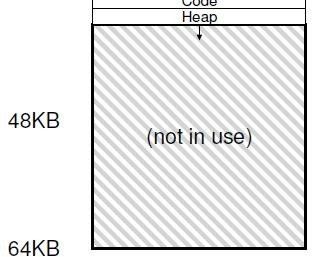 Code
Heap
48KB
(not in use)
64KB